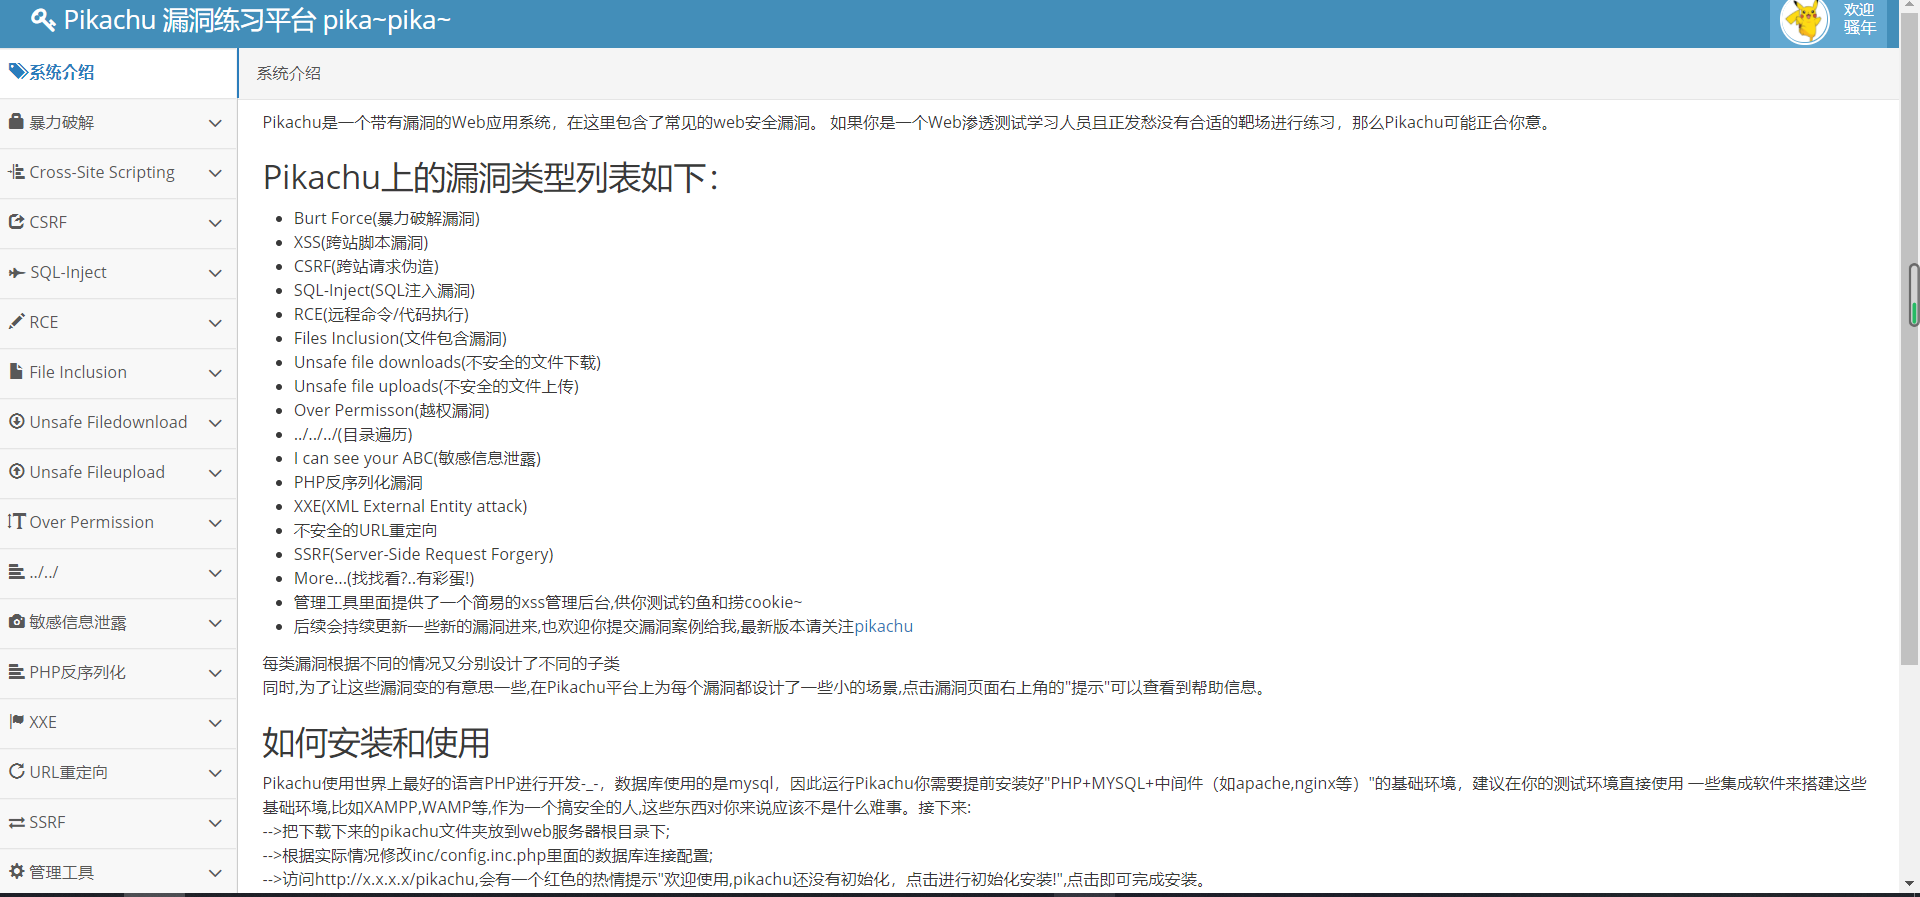 Pikachu 漏洞练习平台 pika~pika~
欢迎
骚年
系统介绍
暴力破解
Cross-Site Scripting
CSRF
SQL-Inject
RCE
File Inclusion
Unsafe Filedownload
Unsafe Fileupload
Over Permission
../../
敏感信息泄露
PHP反序列化
XXE
URL重定向
SSRF
管理工具
系统介绍
Pikachu是一个带有漏洞的Web应用系统，在这里包含了常见的web安全漏洞。 如果你是一个Web渗透测试学习人员且正发愁没有合适的靶场进行练习，那么Pikachu可能正合你意。
Pikachu上的漏洞类型列表如下：
Burt Force(暴力破解漏洞)
XSS(跨站脚本漏洞)
CSRF(跨站请求伪造)
SQL-Inject(SQL注入漏洞)
RCE(远程命令/代码执行)
Files Inclusion(文件包含漏洞)
Unsafe file downloads(不安全的文件下载)
Unsafe file uploads(不安全的文件上传)
Over Permisson(越权漏洞)
../../../(目录遍历)
I can see your ABC(敏感信息泄露)
PHP反序列化漏洞
XXE(XML External Entity attack)
不安全的URL重定向
SSRF(Server-Side Request Forgery)
More...(找找看?..有彩蛋!)
管理工具里面提供了一个简易的xss管理后台,供你测试钓鱼和捞cookie~
后续会持续更新一些新的漏洞进来,也欢迎你提交漏洞案例给我,最新版本请关注pikachu
每类漏洞根据不同的情况又分别设计了不同的子类
同时,为了让这些漏洞变的有意思一些,在Pikachu平台上为每个漏洞都设计了一些小的场景,点击漏洞页面右上角的"提示"可以查看到帮助信息。
如何安装和使用
Pikachu使用世界上最好的语言PHP进行开发-_-，数据库使用的是mysql，因此运行Pikachu你需要提前安装好"PHP+MYSQL+中间件（如apache,nginx等）"的基础环境，建议在你的测试环境直接使用 一些集成软件来搭建这些
基础环境,比如XAMPP,WAMP等,作为一个搞安全的人,这些东西对你来说应该不是什么难事。接下来:
-->把下载下来的pikachu文件夹放到web服务器根目录下;
-->根据实际情况修改inc/config.inc.php里面的数据库连接配置;
-->访问http://x.x.x.x/pikachu,会有一个红色的热情提示"欢迎使用,pikachu还没有初始化，点击进行初始化安装!",点击即可完成安装。